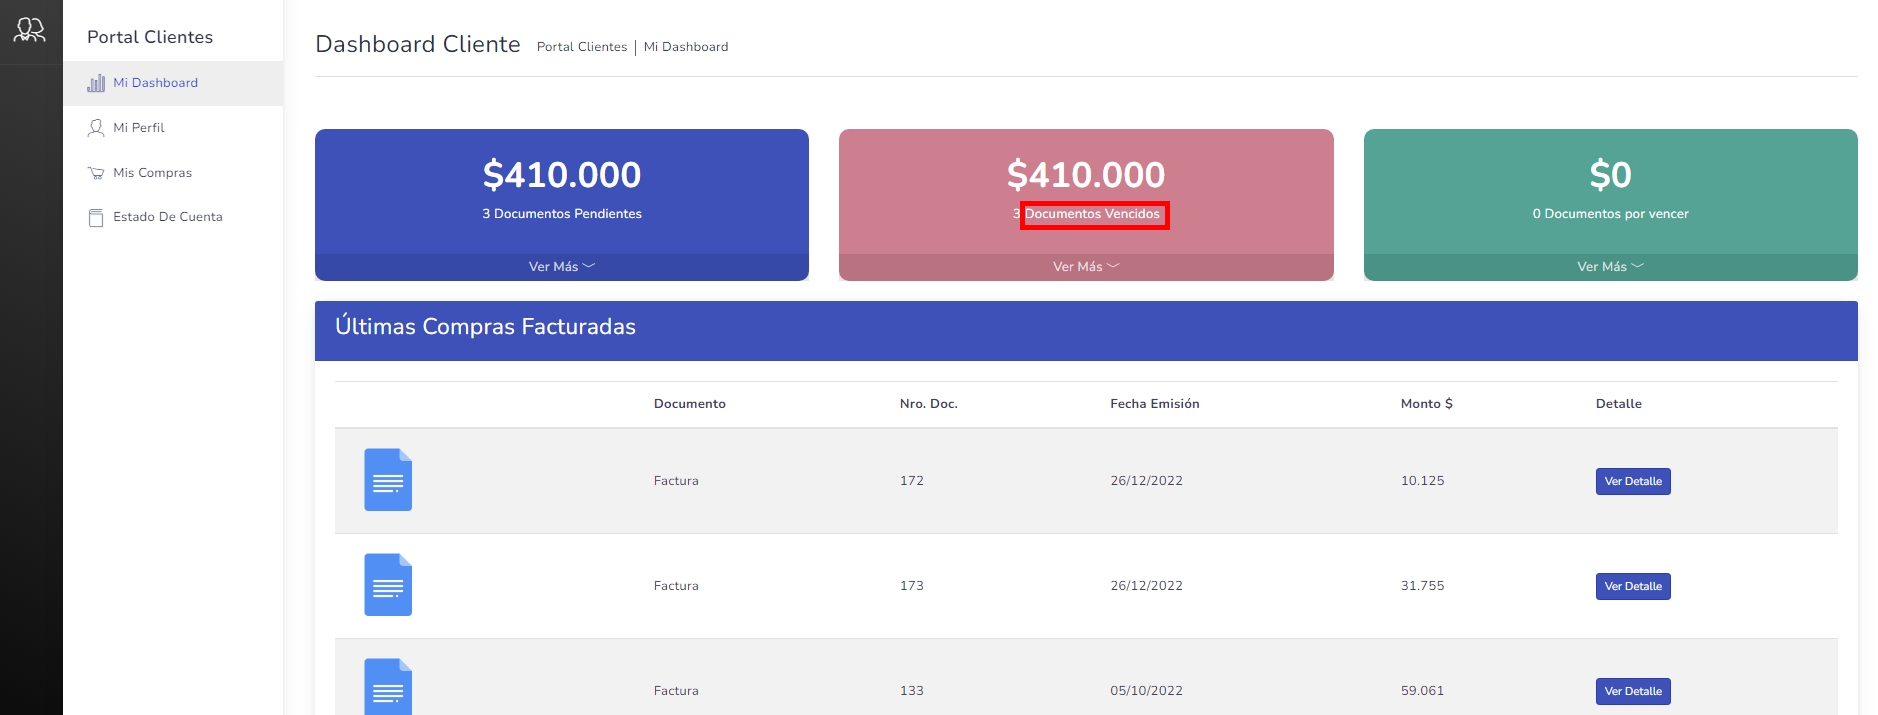 Portal Clientes
Mi Dashboard
Mi Perfil
Mis Compras
Estado De Cuenta
Dashboard Cliente Portal Clientes | Mi Dashboard
$410.000
3 Documentos Pendientes
Ver Más
$410.000
3 Documentos Vencidos
Ver Más
$0
0 Documentos por vencer
Ver Más
Últimas Compras Facturadas
Documento Nro. Doc. Fecha Emisión Monto $ Detalle
Factura 172 26/12/2022 10.125 Ver Detalle
Factura 173 26/12/2022 31.755 Ver Detalle
Factura 133 05/10/2022 59.061 Ver Detalle